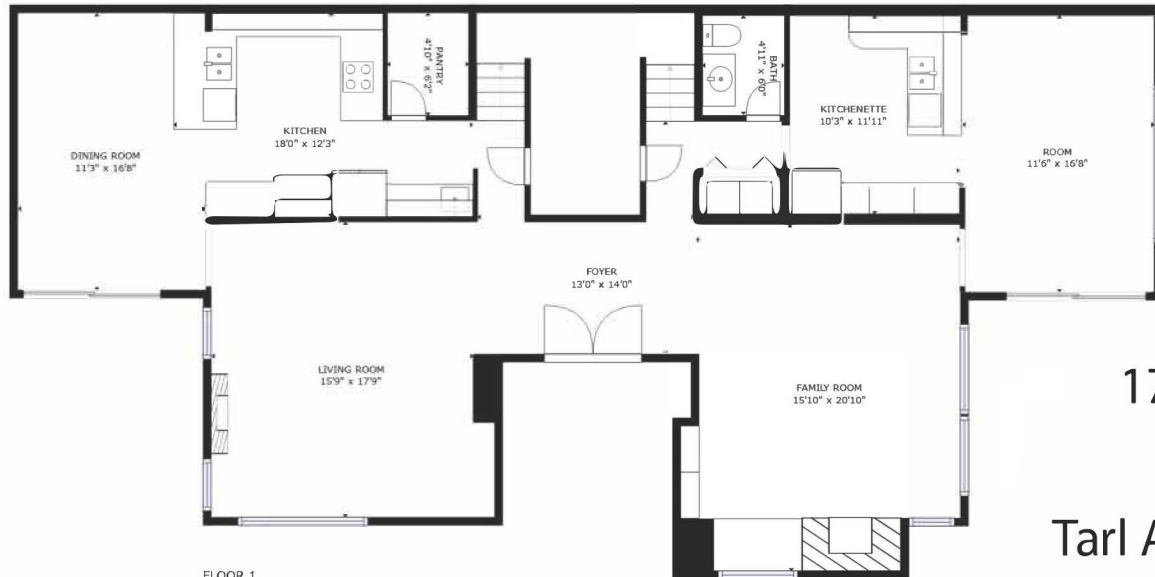 PANTRY
4'10" x 6'2"
BATH
4'11" x 6'0"
KITCHENETTE
10'3" x 11'11"
KITCHEN
18'0" x 12'3"
DINING ROOM
11'3" x 16'8"
ROOM
11'6" x 16'8"
FOYER
13'0" x 14'0"
LIVING ROOM
15'9" x 17'9"
FAMILY ROOM
15'10" x 20'10"
17
Tarl A
FLOOR 1